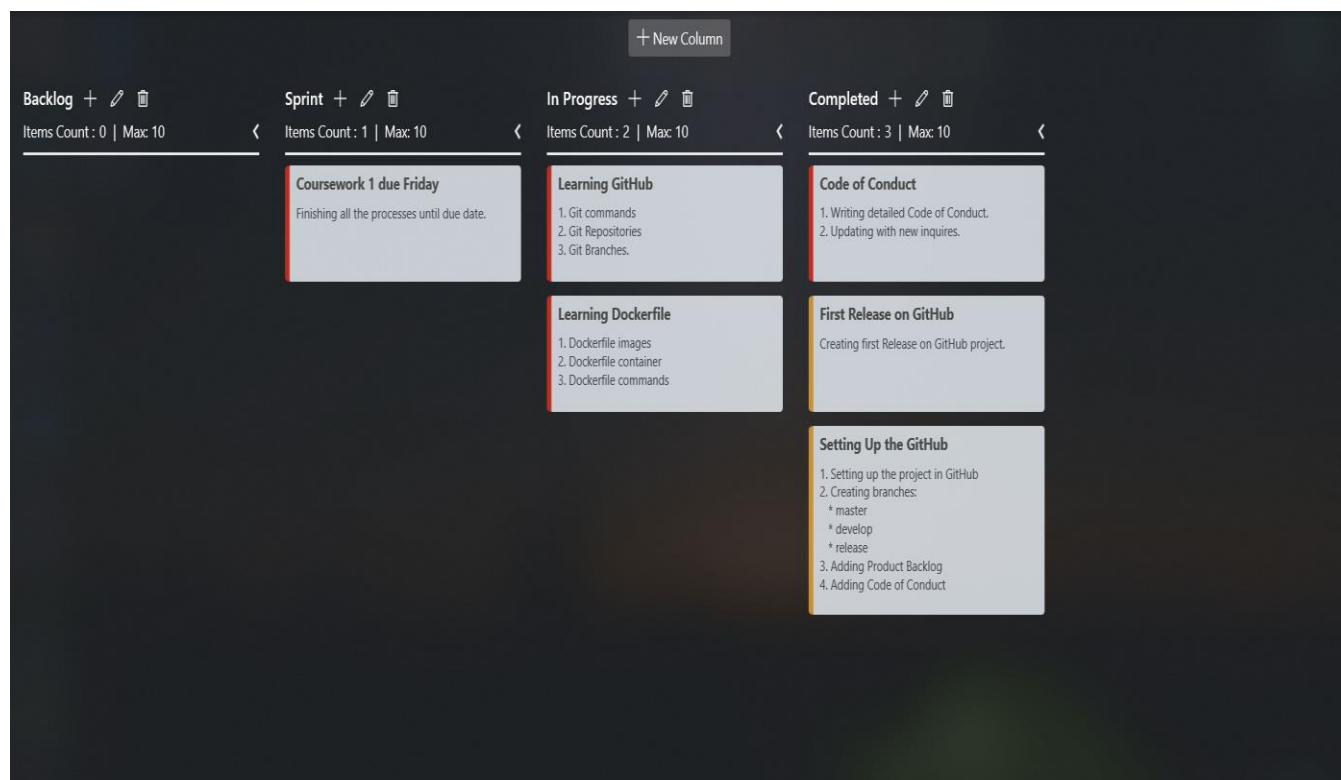 New Column
Backlog
Items Count : 0 | Max: 10
Sprint
Items Count : 1 | Max: 10
Coursework 1 due Friday
Finishing all the processes until due date.
In Progress
Items Count : 2 | Max: 10
Learning GitHub
1. Git commands
2. Git Repositories
3. Git Branches.
Learning Dockerfile
1. Dockerfile images
2. Dockerfile container
3. Dockerfile commands
Completed
Items Count : 3 | Max: 10
Code of Conduct
1. Writing detailed Code of Conduct.
2. Updating with new inquires.
First Release on GitHub
Creating first Release on GitHub project.
Setting Up the GitHub
1. Setting up the project in GitHub
2. Creating branches:
* master
* develop
* release
3. Adding Product Backlog
4. Adding Code of Conduct